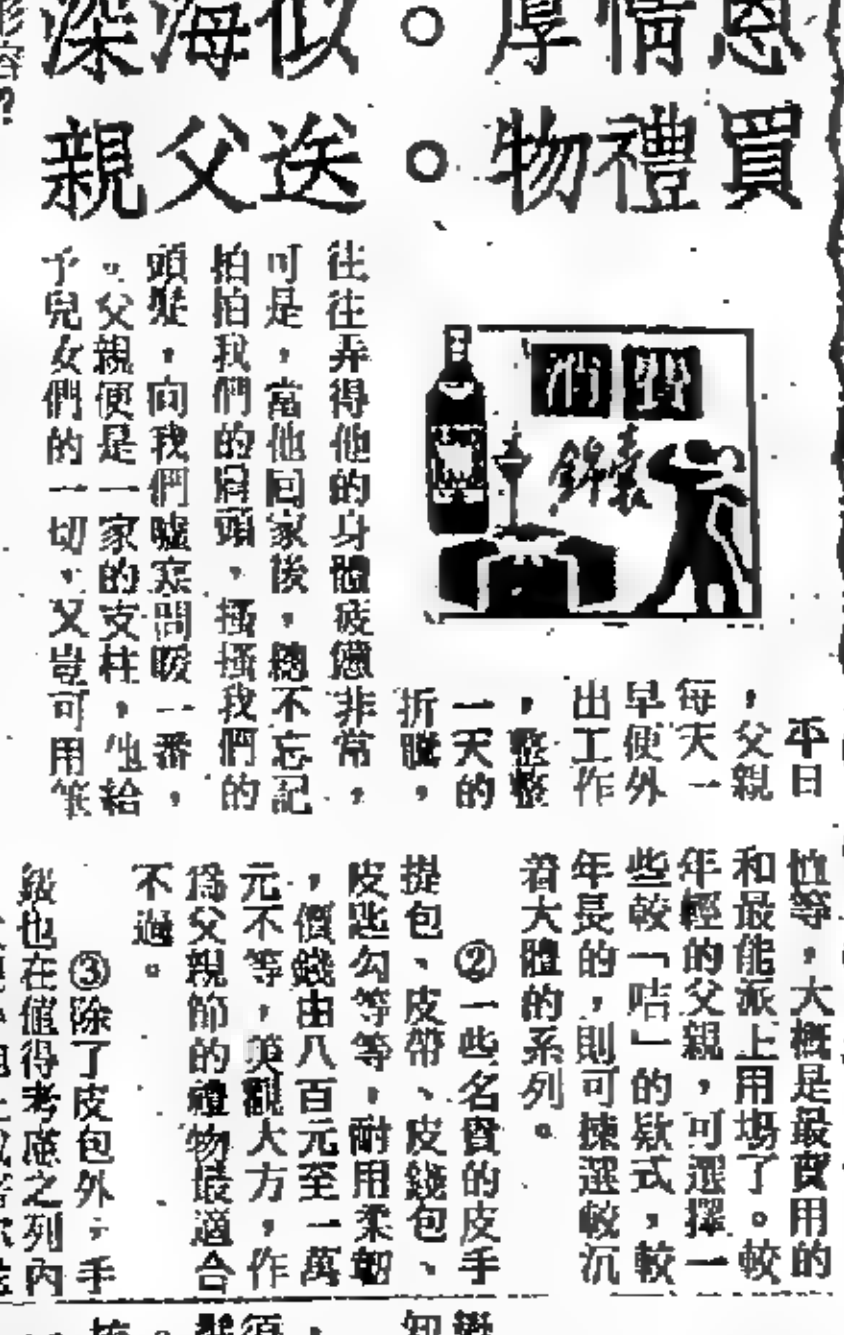 恩情厚。似海深
買禮物。送父親
消費
錦囊
平日
，父親
每天一
早便外
出工作
，整整
一天的
折騰，
往往弄得他的身體疲憊非常，
可是，當他回家後，總不忘記
拍拍我們的肩頭，搔搔我們的
頭髮，向我們噓寒問暖一番，
。父親便是一家的支柱，他給
予兒女們的一切，又豈可用筆
形容？
恤等，大概是最實用的
和最能派上用場了。較
年輕的父親，可選擇一
些較「咭」的款式，較
年長的，則可揀選較沉
着大體的系列。
②一些名貴的皮手
提包、皮帶、皮錢包、
皮匙勾等等，耐用柔韌
，價錢由八百元至一萬
元不等，美觀大方，作
爲父親節的禮物最適合
不過。
③除了皮包外，手
錶也在值得考慮之列內